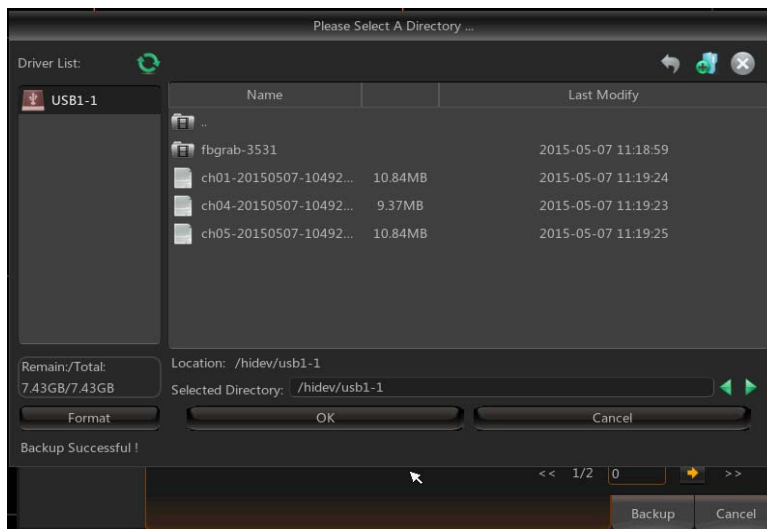 Please Select A Directory ...
Driver List:
USB1-1
Name Last Modify
..
fbgrab-3531 2015-05-07 11:18:59
ch01-20150507-10492... 10.84MB 2015-05-07 11:19:24
ch04-20150507-10492... 9.37MB 2015-05-07 11:19:23
ch05-20150507-10492... 10.84MB 2015-05-07 11:19:25
Remain:/Total:
7.43GB/7.43GB
Location: /hidev/usb1-1
Selected Directory: /hidev/usb1-1
Format OK Cancel
Backup Successful !
<< 1/2 0 >>
Backup Cancel